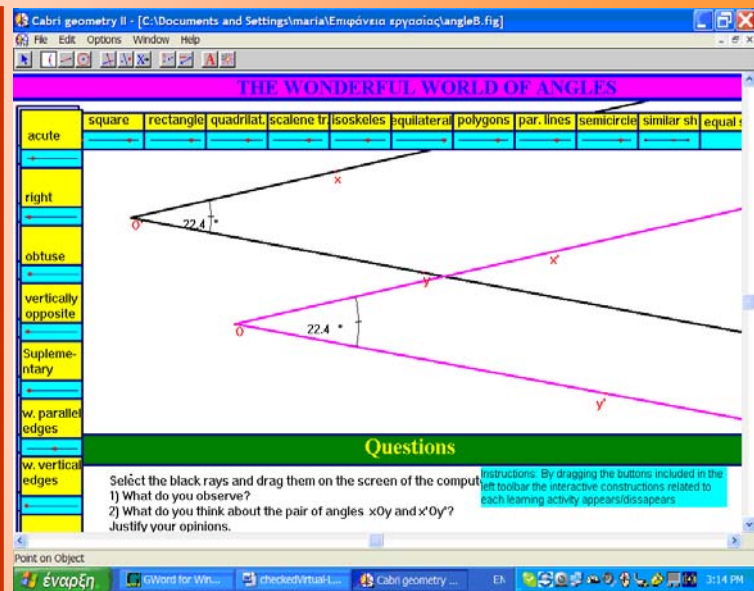 Cabri geometry II - [C:\Documents and Settings\maria\Επιφάνεια εργασίας\angleB.fig]
File Edit Options Window Help
THE WONDERFUL WORLD OF ANGLES
square rectangle quadrilat. scalene tr. isoskeles equilateral polygons par. lines semicircle similar sh equal s
acute
right
obtuse
vertically
opposite
Suplementary
w. parallel
edges
w. vertical
edges
x
O
22.4 °
y
x'
O
22.4 °
y'
Questions
Select the black rays and drag them on the screen of the comput
1) What do you observe?
2) What do you think about the pair of angles xOy and x'Oy'?
Justify your opinions.
Instructions: By dragging the buttons included in the
left toolbar the interactive constructions related to
each learning activity appears/dissapears
Point on Object
έναρξη GWord for Win... checkedVirtual-L... Cabri geometry ... EN 3:14 PM